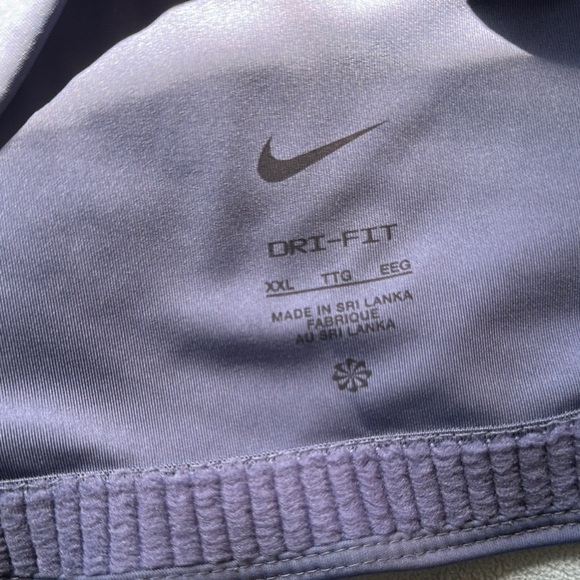 DRI-FIT
XXL TTG EEG
MADE IN SRI LANKA
FABRIQUE
AU SRI LANKA